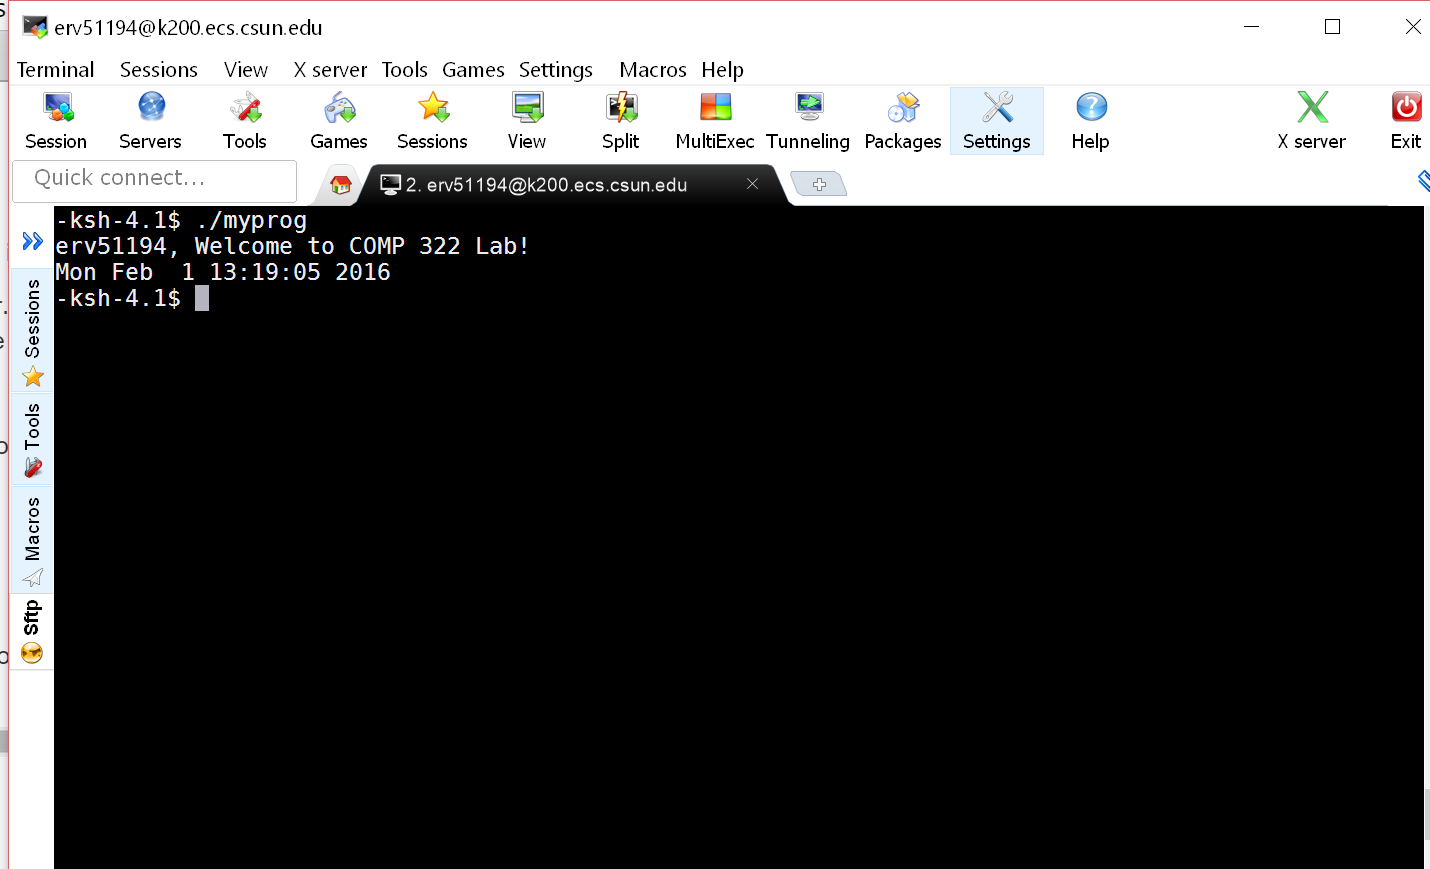 erv51194@k200.ecs.csun.edu
Terminal Sessions View X server Tools Games Settings Macros Help
Session Servers Tools Games Sessions View Split MultiExec Tunneling Packages Settings Help X server Exit
Quick connect...
2. erv51194@k200.ecs.csun.edu
-ksh-4.1$ ./myprog
erv51194, Welcome to COMP 322 Lab!
Mon Feb  1 13:19:05 2016
-ksh-4.1$
Sessions
Tools
Macros
Sftp